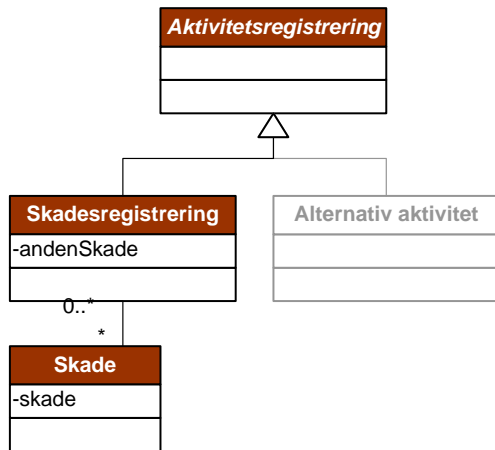 Aktivitetsregistrering
Skadesregistrering
Alternativ aktivitet
-andenSkade
0..*
*
Skade
-skade